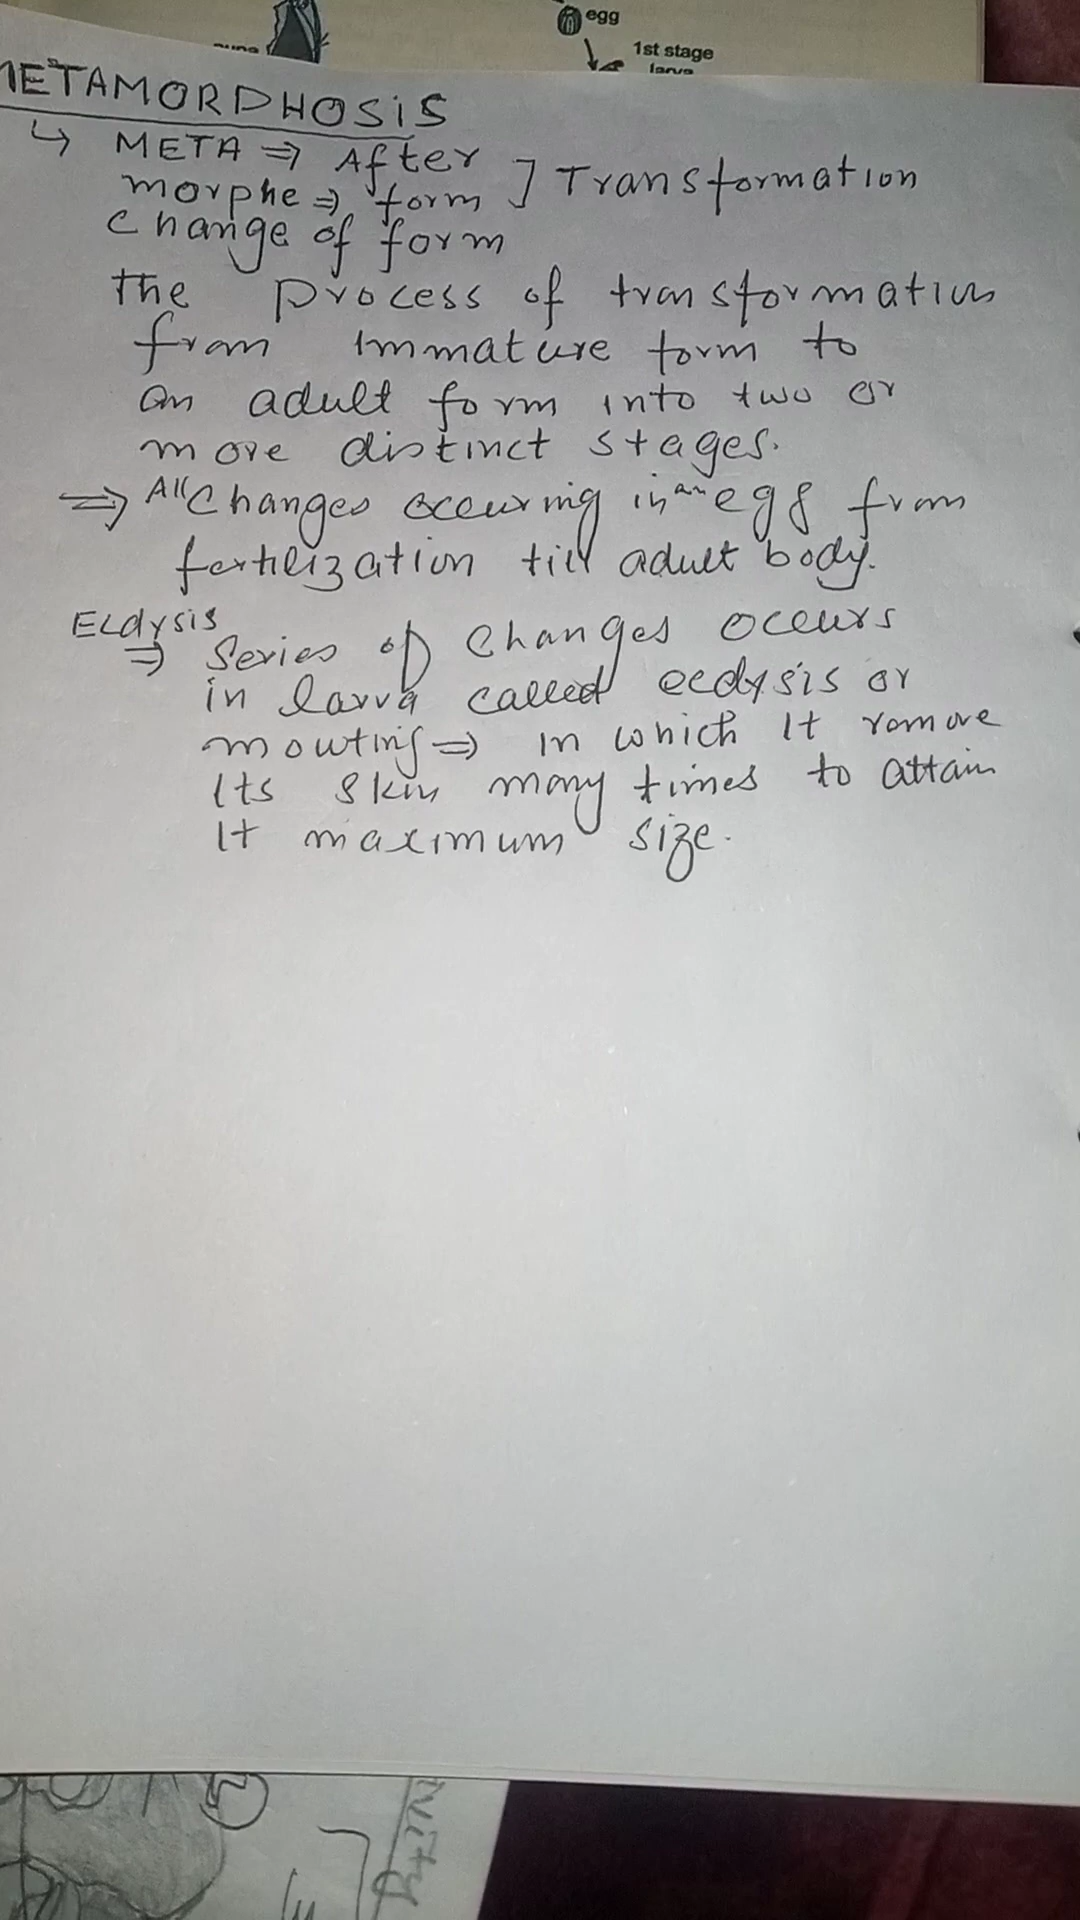 egg
1st stage
larva
METAMORPHOSIS
↳ META ⇒ After
morphe ⇒ form ] Transformation
Change of form
The process of transformation
from immature form to
an adult form into two or
more distinct stages.
⇒ All changes occuring in an egg from
fertilization till adult body.
Ecdysis
⇒ Series of changes occurs
in larva called ecdysis or
mouting ⇒ in which It remove
Its skin many times to attain
It maximum size.